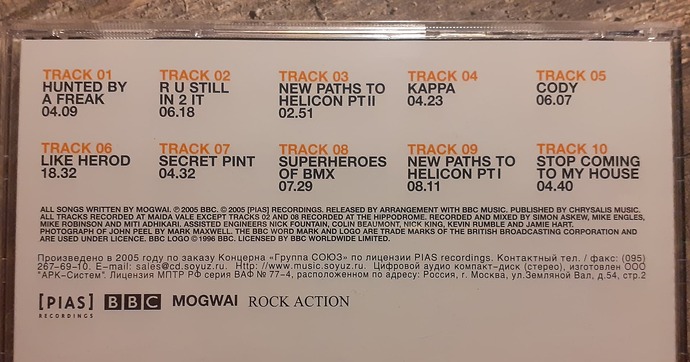 TRACK 01
HUNTED BY
A FREAK
04.09
TRACK 02
R U STILL
IN 2 IT
06.18
TRACK 03
NEW PATHS TO
HELICON PT II
02.51
TRACK 04
KAPPA
04.23
TRACK 05
CODY
06.07
TRACK 06
LIKE HEROD
18.32
TRACK 07
SECRET PINT
04.32
TRACK 08
SUPERHEROES
OF BMX
07.29
TRACK 09
NEW PATHS TO
HELICON PT I
08.11
TRACK 10
STOP COMING
TO MY HOUSE
04.40
ALL SONGS WRITTEN BY MOGWAI. ℗ 2005 BBC. © 2005 [PIAS] RECORDINGS. RELEASED BY ARRANGEMENT WITH BBC MUSIC. PUBLISHED BY CHRYSALIS MUSIC.
ALL TRACKS RECORDED AT MAIDA VALE EXCEPT TRACKS 02 AND 08 RECORDED AT THE HIPPODROME. RECORDED AND MIXED BY SIMON ASKEW, MIKE ENGLES,
MIKE ROBINSON AND MITI ADHIKARI. ASSISTED ENGINEERS NICK FOUNTAIN, COLIN BEAUMONT, NICK KING, KEVIN RUMBLE AND JAMIE HART.
PHOTOGRAPH OF JOHN PEEL BY MARK MAXWELL. THE BBC WORD MARK AND LOGO ARE TRADE MARKS OF THE BRITISH BROADCASTING CORPORATION AND
ARE USED UNDER LICENCE. BBC LOGO © 1996 BBC. LICENSED BY BBC WORLDWIDE LIMITED.
Произведено в 2005 году по заказу Концерна «Группа СОЮЗ» по лицензии PIAS recordings. Контактный тел. / факс: (095)
267-69-10. E-mail: sales@cd.soyuz.ru. Http: //www.music.soyuz.ru. Цифровой аудио компакт-диск (стерео), изготовлен ООО
"АРК-Систем". Лицензия МПТР РФ серия ВАФ № 77-4, расположенном по адресу: Россия, г. Москва, ул.Земляной Вал, д.54, стр.2
[PIAS] RECORDINGS BBC MOGWAI ROCK ACTION